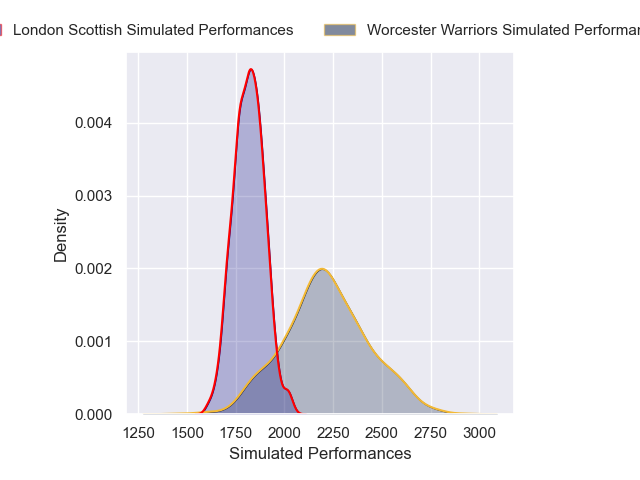 London Scottish Simulated Performances
Worcester Warriors Simulated
0.004
0.003
0.002
0.001
0.000
Density
1250 1500 1750 2000 2250 2500 2750 3000
Simulated Performances